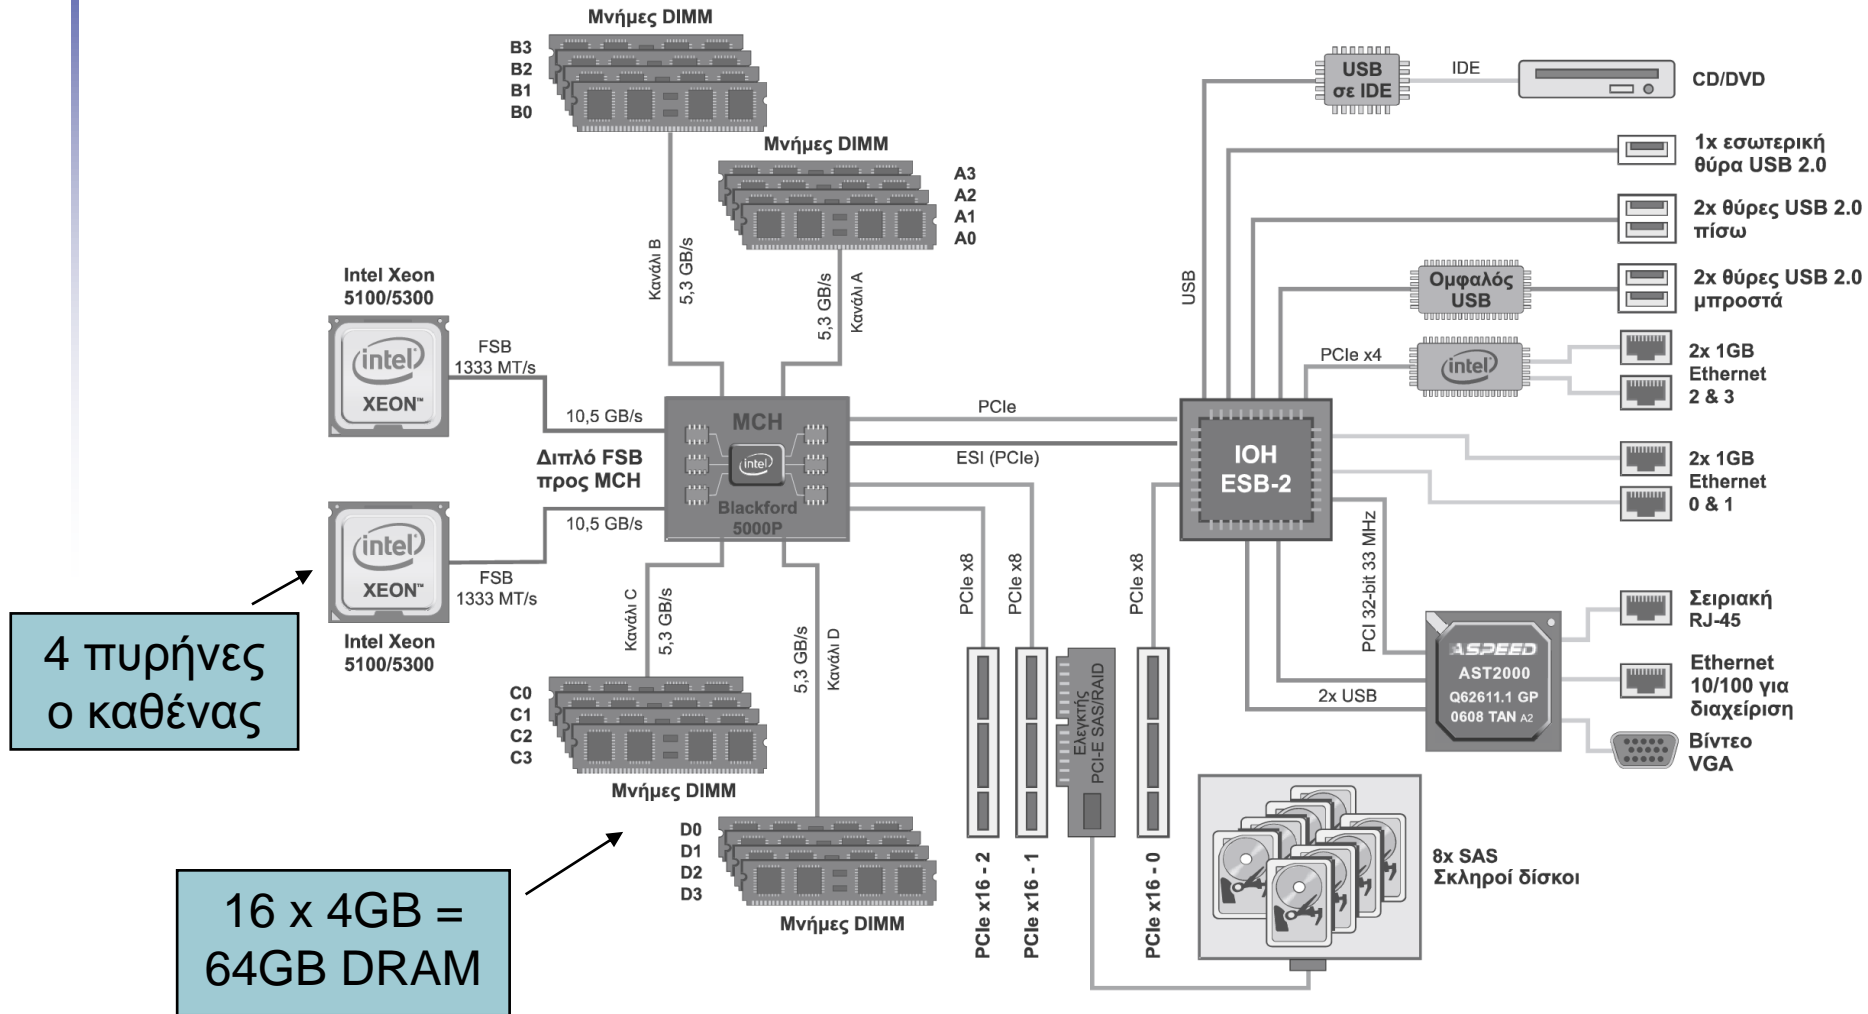 Μνήμες DIMM
B3
B2
B1
B0
Μνήμες DIMM
A3
A2
A1
A0
Κανάλι B
5,3 GB/s
5,3 GB/s
Κανάλι A
Intel Xeon
5100/5300
intel
XEON™
FSB
1333 MT/s
10,5 GB/s
Διπλό FSB
προς MCH
10,5 GB/s
FSB
1333 MT/s
intel
XEON™
Intel Xeon
5100/5300
4 πυρήνες
ο καθένας
MCH
intel
Blackford
5000P
Κανάλι C
5,3 GB/s
5,3 GB/s
Κανάλι D
C0
C1
C2
C3
Μνήμες DIMM
D0
D1
D2
D3
Μνήμες DIMM
16 x 4GB =
64GB DRAM
PCIe
ESI (PCIe)
PCIe x8
PCIe x8
PCIe x8
PCIe x16 - 2
PCIe x16 - 1
Ελεγκτής
PCI-E SAS/RAID
PCIe x16 - 0
IOH
ESB-2
USB
USB
σε IDE
IDE
CD/DVD
1x εσωτερική
θύρα USB 2.0
2x θύρες USB 2.0
πίσω
Ομφαλός
USB
2x θύρες USB 2.0
μπροστά
PCIe x4
intel
2x 1GB
Ethernet
2 & 3
2x 1GB
Ethernet
0 & 1
PCI 32-bit 33 MHz
2x USB
ASPEED
AST2000
Q62611.1 GP
0608 TAN A2
Σειριακή
RJ-45
Ethernet
10/100 για
διαχείριση
Βίντεο
VGA
8x SAS
Σκληροί δίσκοι